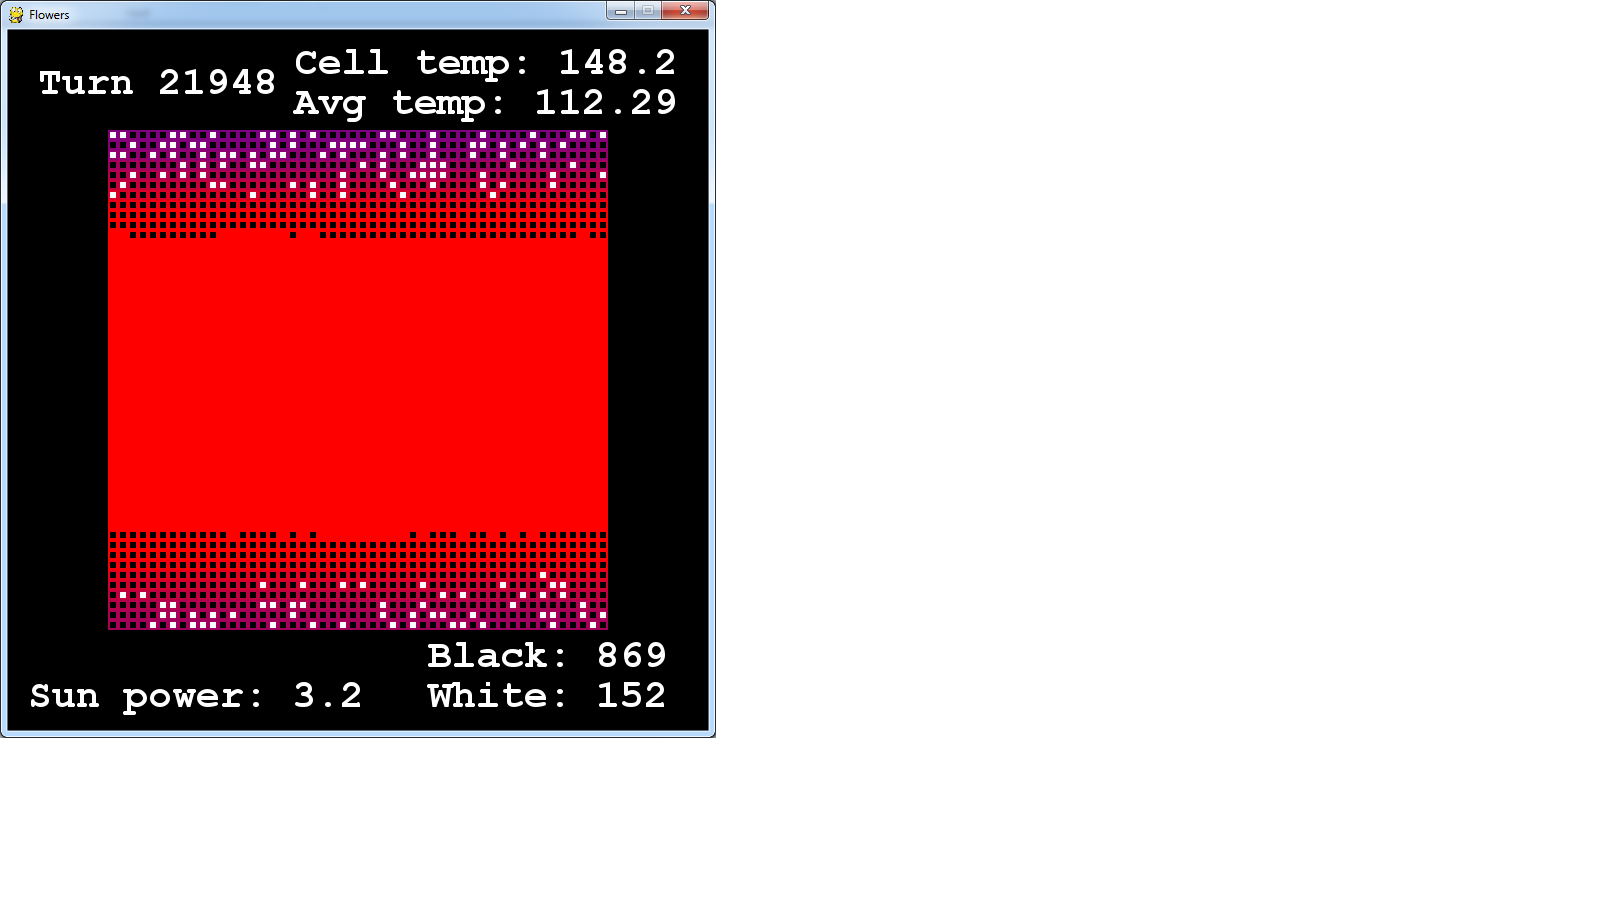 Flowers
Turn 21948
Cell temp: 148.2
Avg temp: 112.29
Black: 869
Sun power: 3.2
White: 152